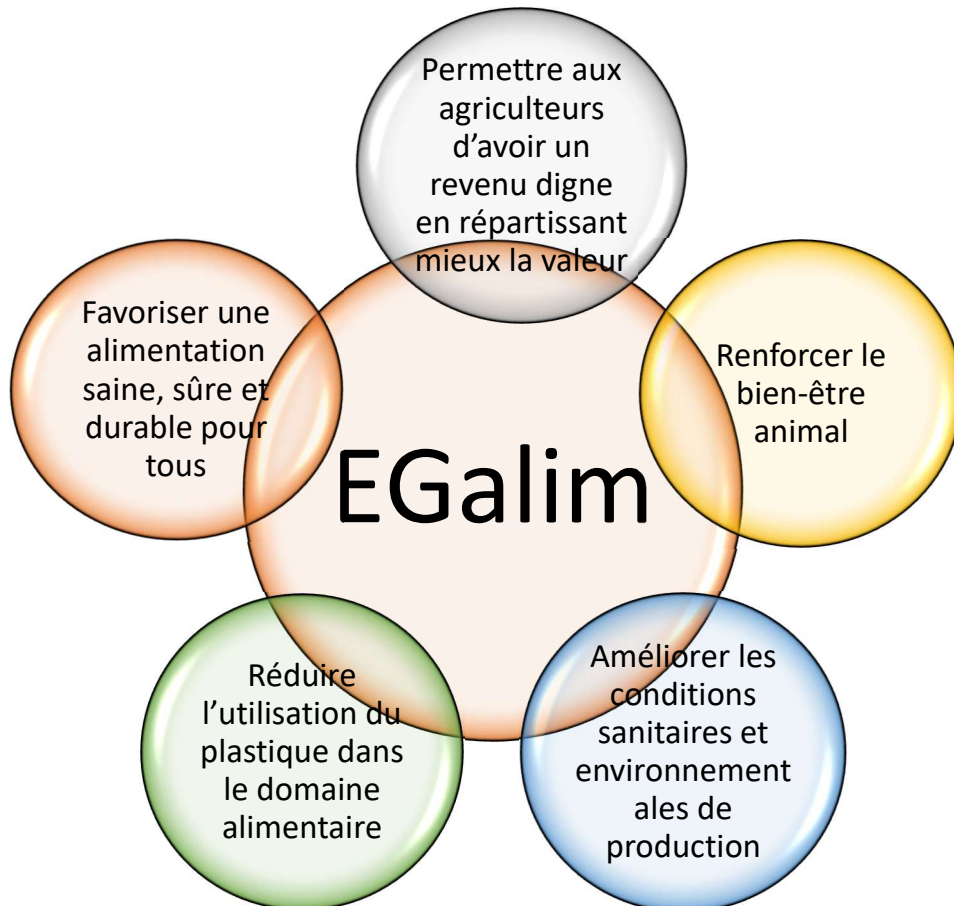 Permettre aux
agriculteurs
d’avoir un
revenu digne
en répartissant
mieux la valeur
Favoriser une
alimentation
saine, sûre et
durable pour
tous
Renforcer le
bien-être
animal
EGalim
Réduire
l’utilisation du
plastique dans
le domaine
alimentaire
Améliorer les
conditions
sanitaires et
environnement
ales de
production